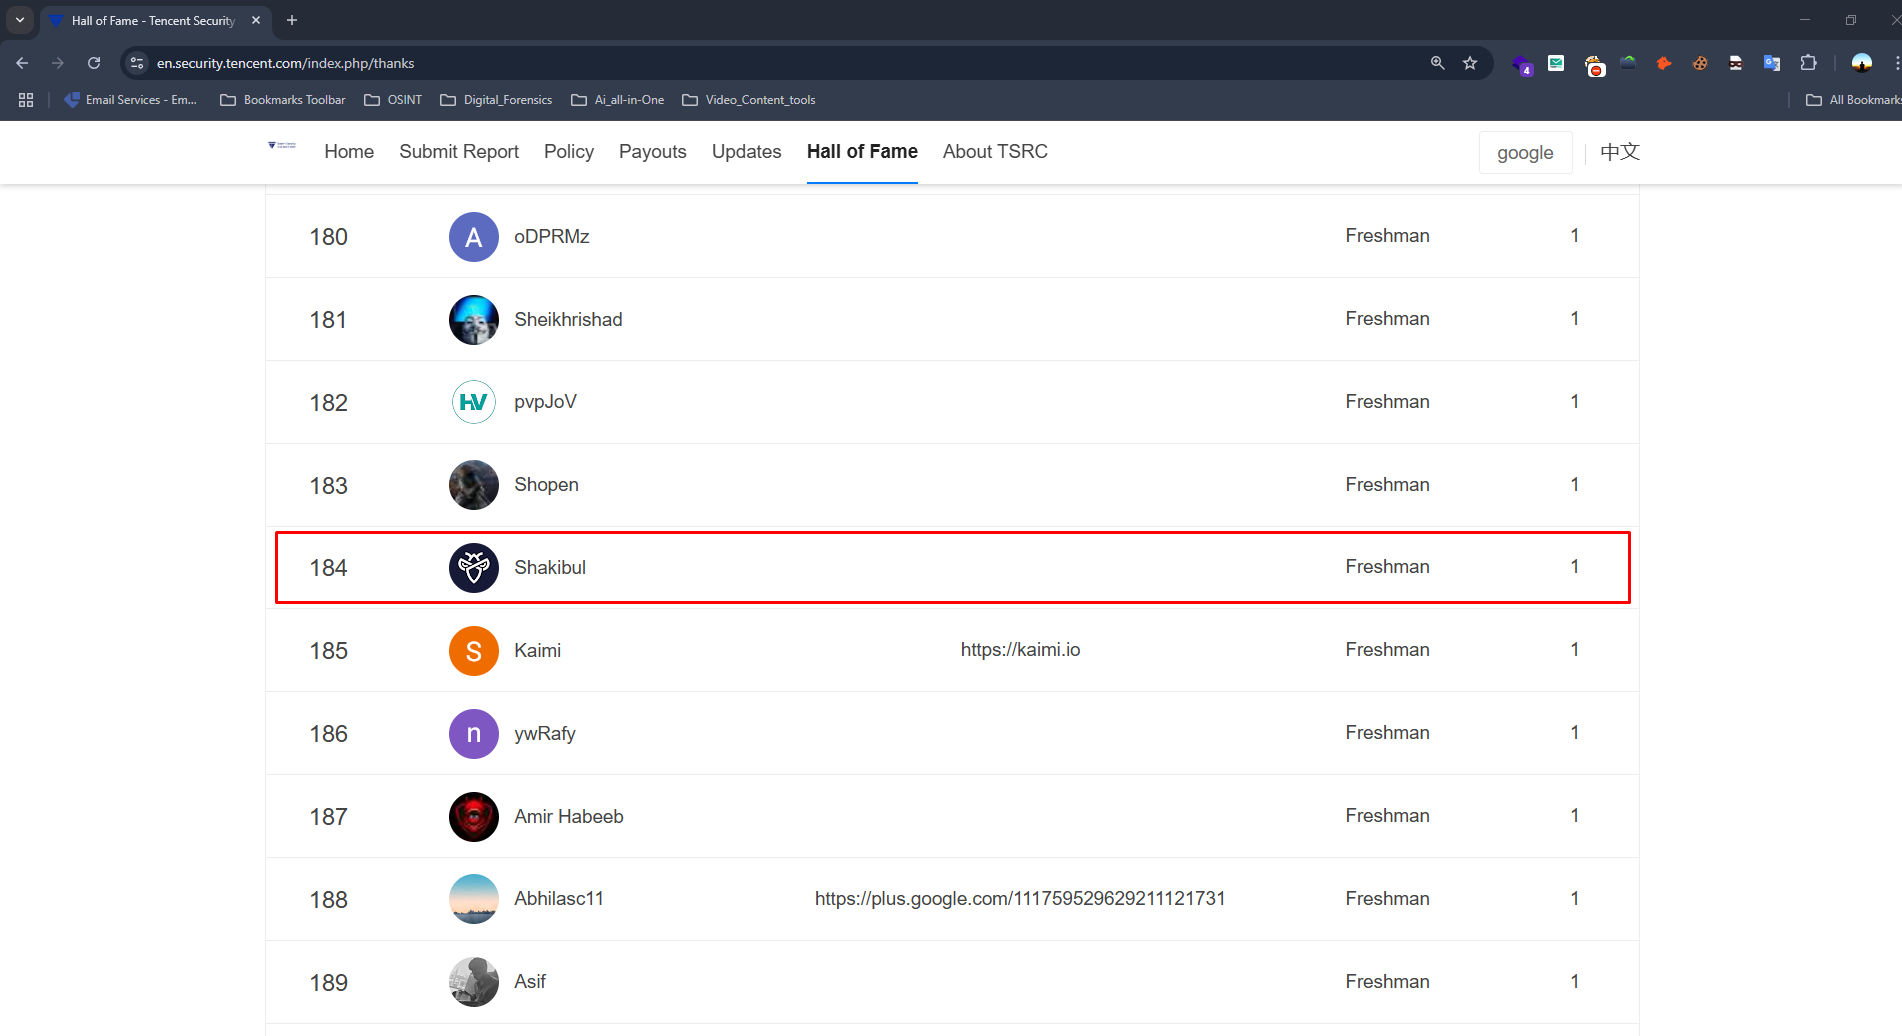 Hall of Fame - Tencent Security
en.security.tencent.com/index.php/thanks
4
Email Services - Em...
Bookmarks Toolbar
OSINT
Digital_Forensics
Ai_all-in-One
Video_Content_tools
All Bookmarks
Home
Submit Report
Policy
Payouts
Updates
Hall of Fame
About TSRC
google
中文
180 A oDPRMz Freshman 1
181 Sheikhrishad Freshman 1
182 HV pvpJoV Freshman 1
183 Shopen Freshman 1
184 Shakibul Freshman 1
185 S Kaimi https://kaimi.io Freshman 1
186 n ywRafy Freshman 1
187 Amir Habeeb Freshman 1
188 Abhilasc11 https://plus.google.com/111759529629211121731 Freshman 1
189 Asif Freshman 1